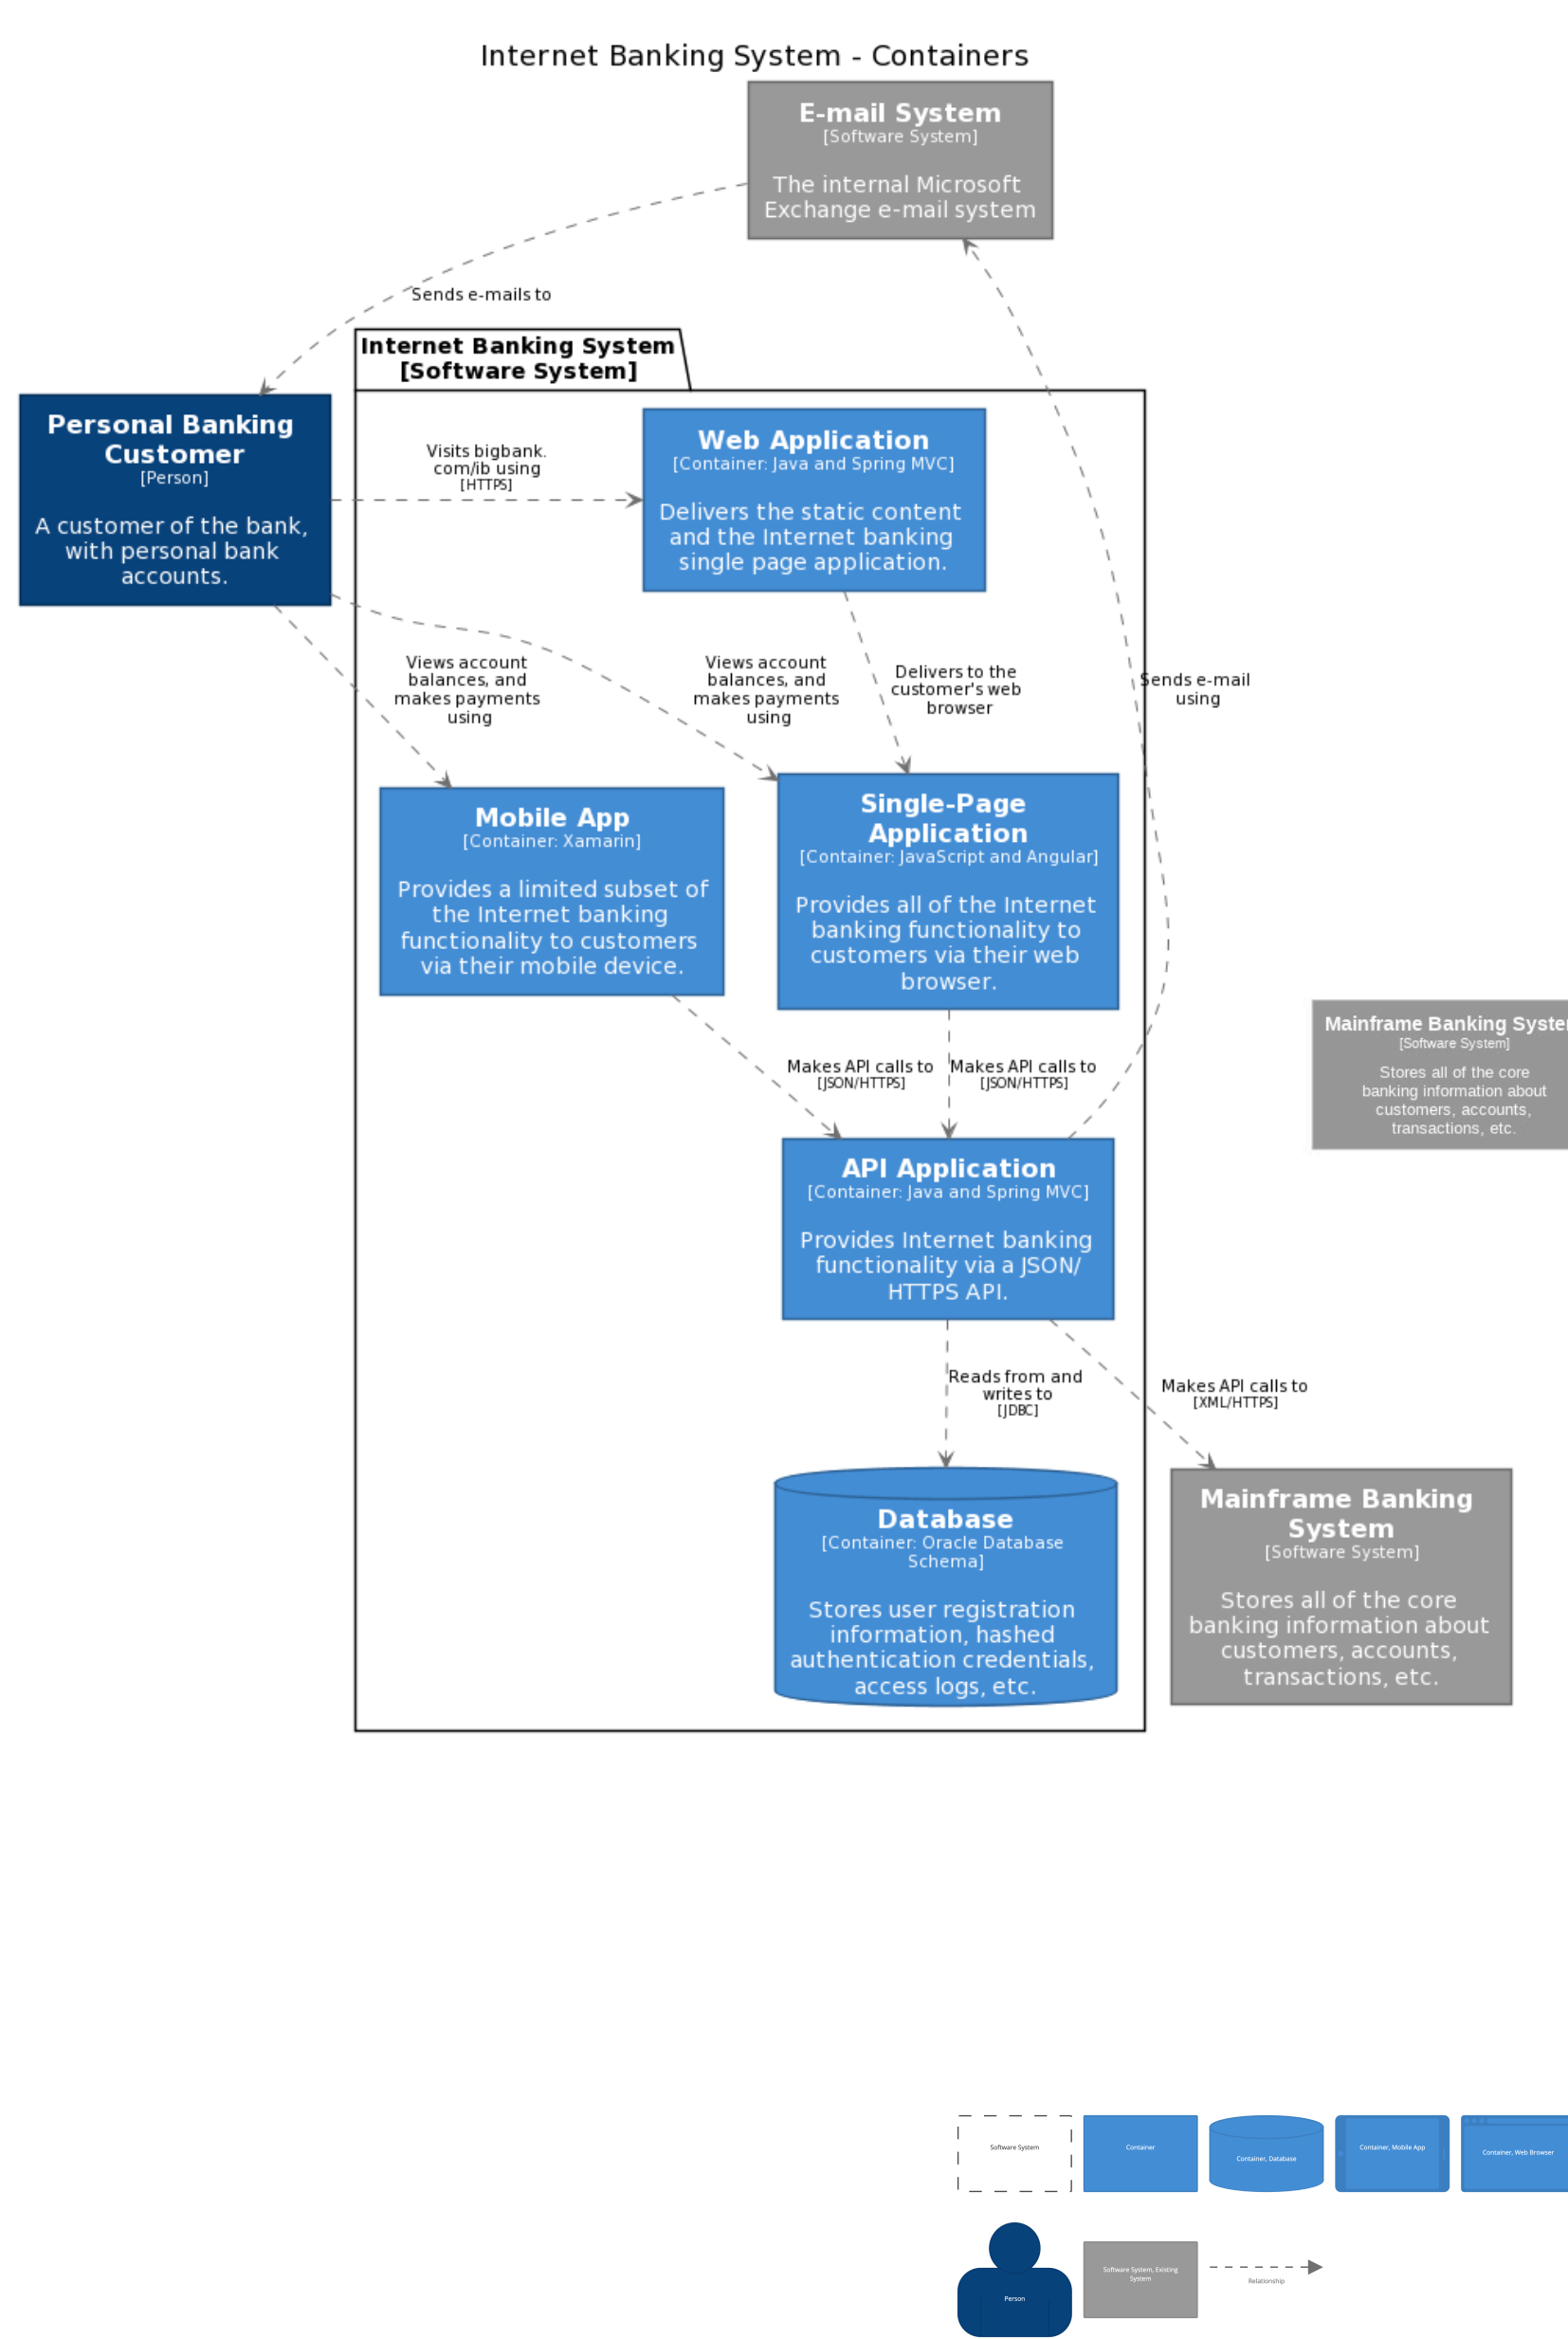 Internet Banking System - Containers
E-mail System
[Software System]
The internal Microsoft
Exchange e-mail system
Sends e-mails to
Internet Banking System
[Software System]
Personal Banking
Customer
[Person]
A customer of the bank,
with personal bank
accounts.
Visits bigbank.
com/ib using
[HTTPS]
Web Application
[Container: Java and Spring MVC]
Delivers the static content
and the Internet banking
single page application.
Views account
balances, and
makes payments
using
Views account
balances, and
makes payments
using
Delivers to the
customer's web
browser
Sends e-mail
using
Mobile App
[Container: Xamarin]
Provides a limited subset of
the Internet banking
functionality to customers
via their mobile device.
Single-Page
Application
[Container: JavaScript and Angular]
Provides all of the Internet
banking functionality to
customers via their web
browser.
Mainframe Banking
[Software System]
Stores all of the core
banking information about
customers, accounts,
transactions, etc.
Makes API calls to
[JSON/HTTPS]
Makes API calls to
[JSON/HTTPS]
API Application
[Container: Java and Spring MVC]
Provides Internet banking
functionality via a JSON/
HTTPS API.
Reads from and
writes to
[JDBC]
Makes API calls to
[XML/HTTPS]
Database
[Container: Oracle Database
Schema]
Stores user registration
information, hashed
authentication credentials,
access logs, etc.
Mainframe Banking
System
[Software System]
Stores all of the core
banking information about
customers, accounts,
transactions, etc.
Software System
Container
Container, Database
Container, Mobile App
Container, Web Browser
Person
Software System, Existing
System
Relationship